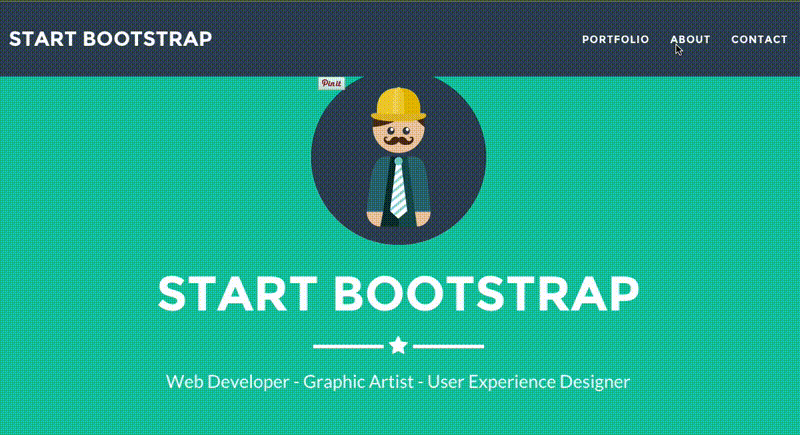 START BOOTSTRAP
PORTFOLIO ABOUT CONTACT
Pin it
START BOOTSTRAP
Web Developer - Graphic Artist - User Experience Designer